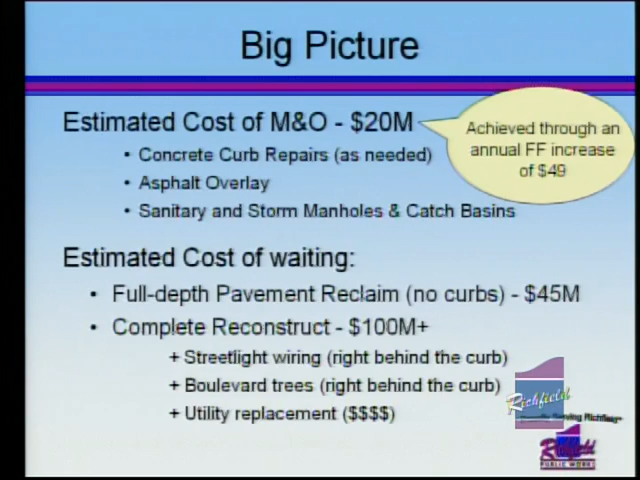 Big Picture
Estimated Cost of M&O - $20M
Achieved through an
annual FF increase
of $49
• Concrete Curb Repairs (as needed)
• Asphalt Overlay
• Sanitary and Storm Manholes & Catch Basins
Estimated Cost of waiting:
• Full-depth Pavement Reclaim (no curbs) - $45M
• Complete Reconstruct - $100M+
+ Streetlight wiring (right behind the curb)
+ Boulevard trees (right behind the curb)
+ Utility replacement ($$$$)
Richfield
Proudly Serving Richfield
Richfield
PUBLIC WORKS